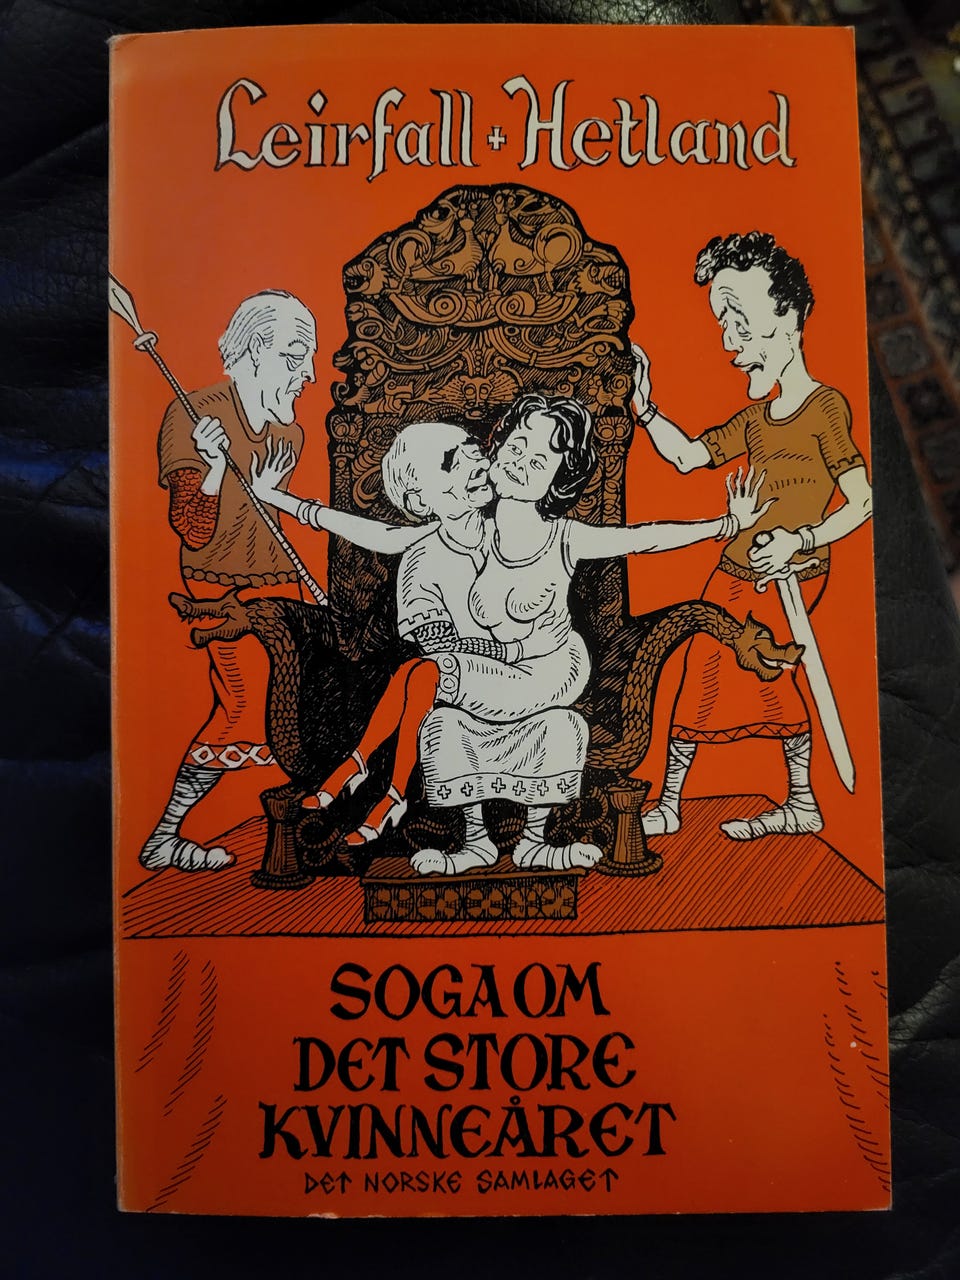 Leirfall + Hetland
SOGA OM
DET STORE
KVINNEÅRET
DET NORSKE SAMLAGET